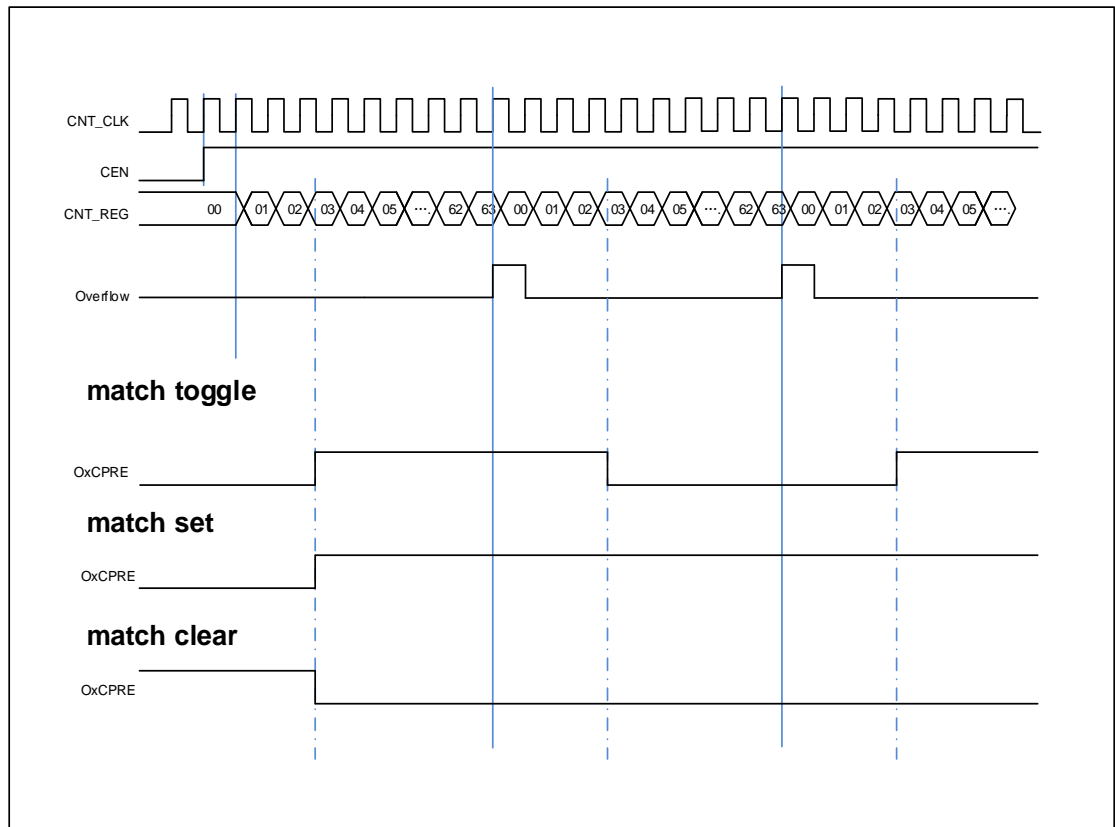 CNT_CLK
CEN
CNT_REG 00 01 02 03 04 05 ... 62 63 00 01 02 03 04 05 ... 62 63 00 01 02 03 04 05 ...
Overflow
match toggle
OxCPRE
match set
OxCPRE
match clear
OxCPRE